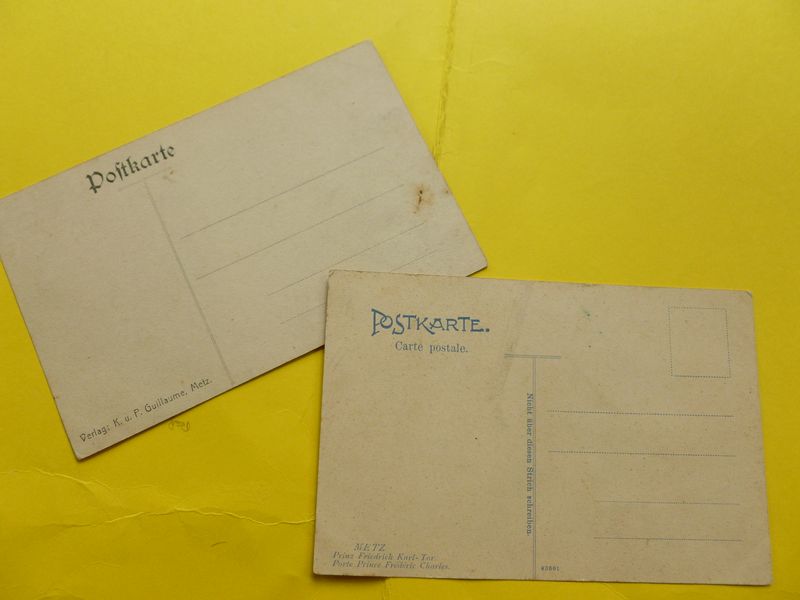 Poſtkarte
Verlag: K. u. P. Guillaume, Metz.
POSTKARTE.
Carte postale.
Nicht über diesen Strich schreiben.
METZ
Prinz Friedrich Karl-Tor.
Porte Prince Frédéric Charles.